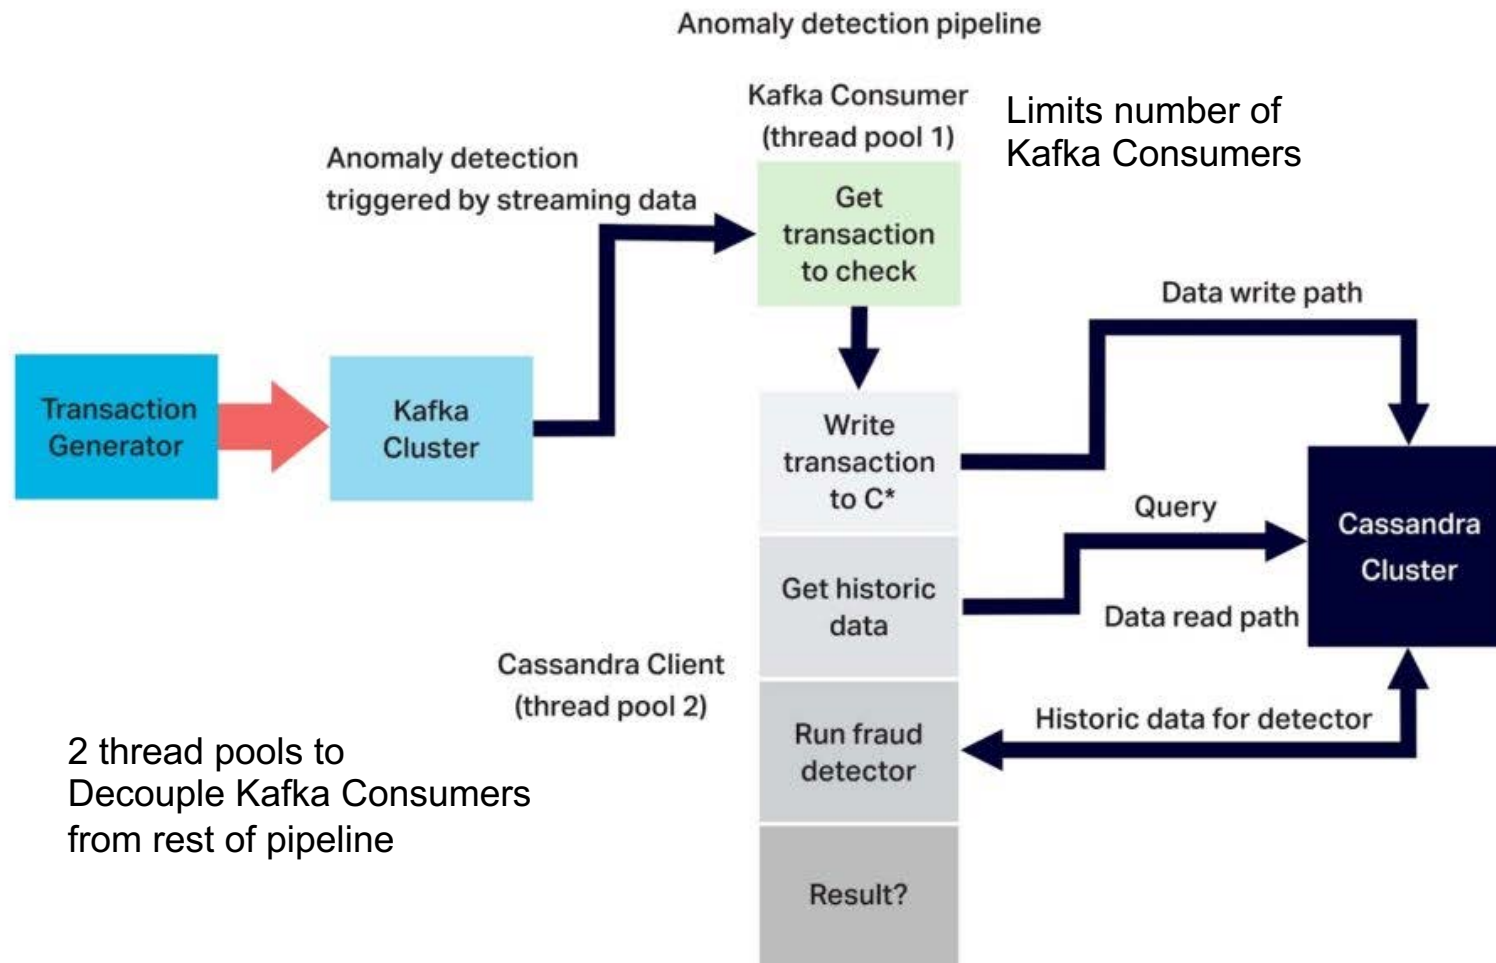 Anomaly detection pipeline
Kafka Consumer
(thread pool 1)
Limits number of
Kafka Consumers
Anomaly detection
triggered by streaming data
Get
transaction
to check
Data write path
Transaction
Generator
Kafka
Cluster
Write
transaction
to C*
Query
Cassandra
Cluster
Get historic
data
Data read path
Cassandra Client
(thread pool 2)
Historic data for detector
Run fraud
detector
2 thread pools to
Decouple Kafka Consumers
from rest of pipeline
Result?